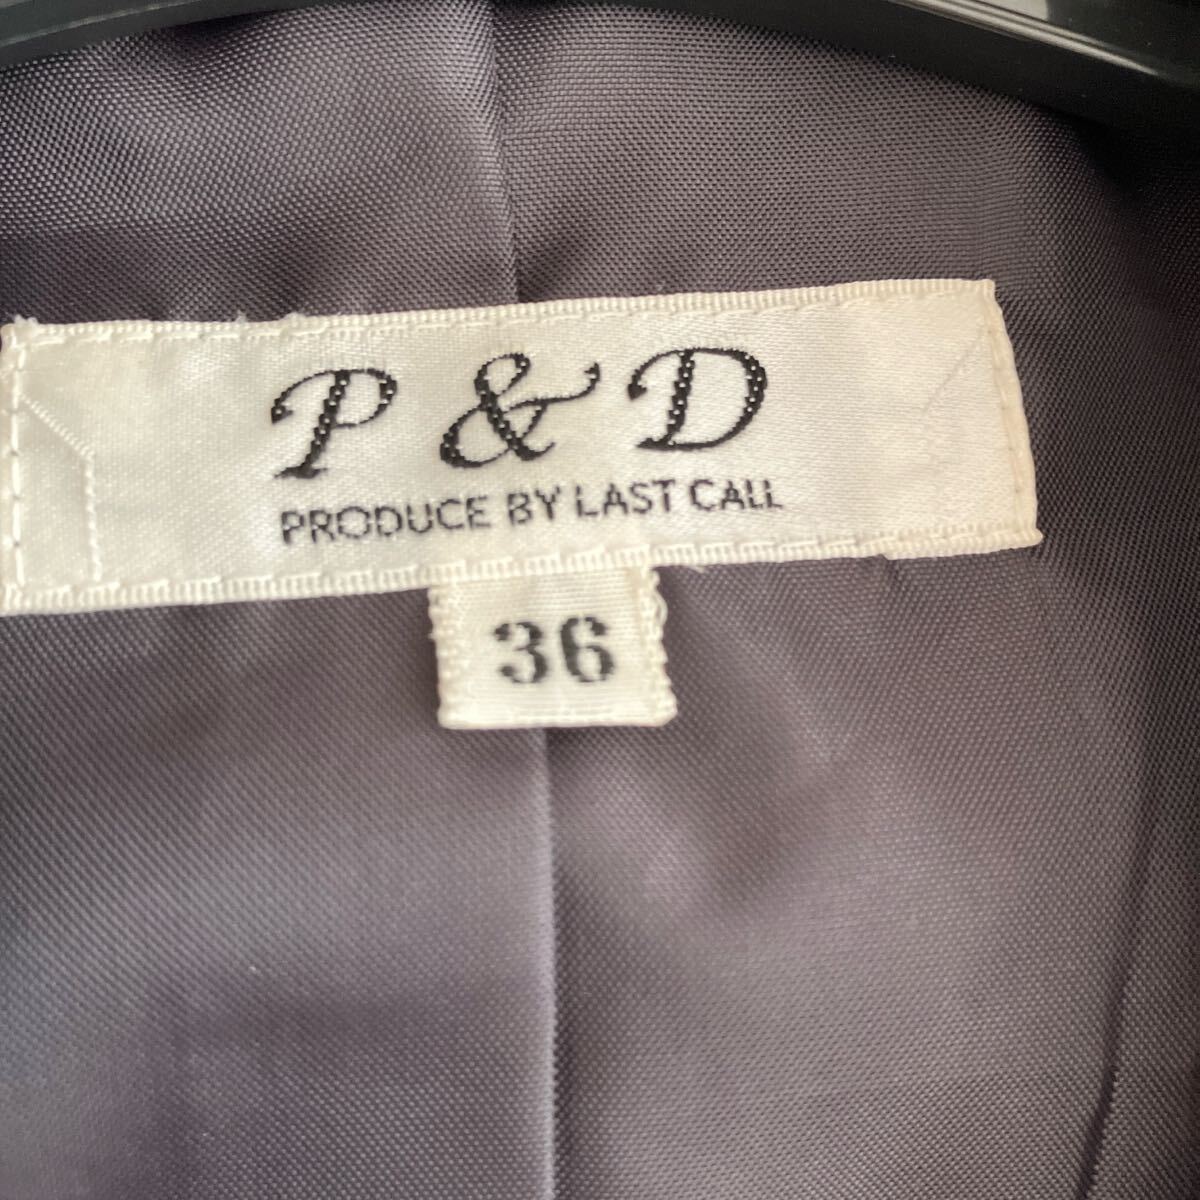 P & D
PRODUCE BY LAST CALL
36